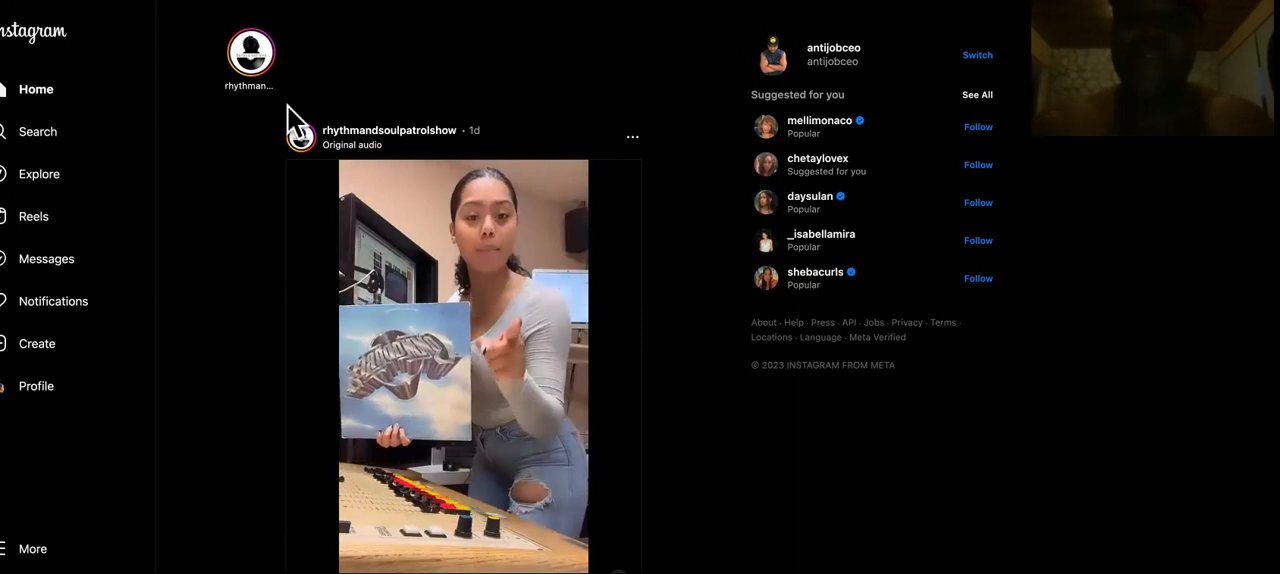 nstagram
Home
Search
Explore
Reels
Messages
Notifications
Create
Profile
More
rhythman...
rhythmandsoulpatrolshow • 1d
Original audio
antijobceo
antijobceo
Switch
Suggested for you
See All
mellimonaco
Popular
Follow
chetaylovex
Suggested for you
Follow
daysulan
Popular
Follow
_isabellamira
Popular
Follow
shebacurls
Popular
Follow
About · Help · Press · API · Jobs · Privacy · Terms ·
Locations · Language · Meta Verified
© 2023 INSTAGRAM FROM META